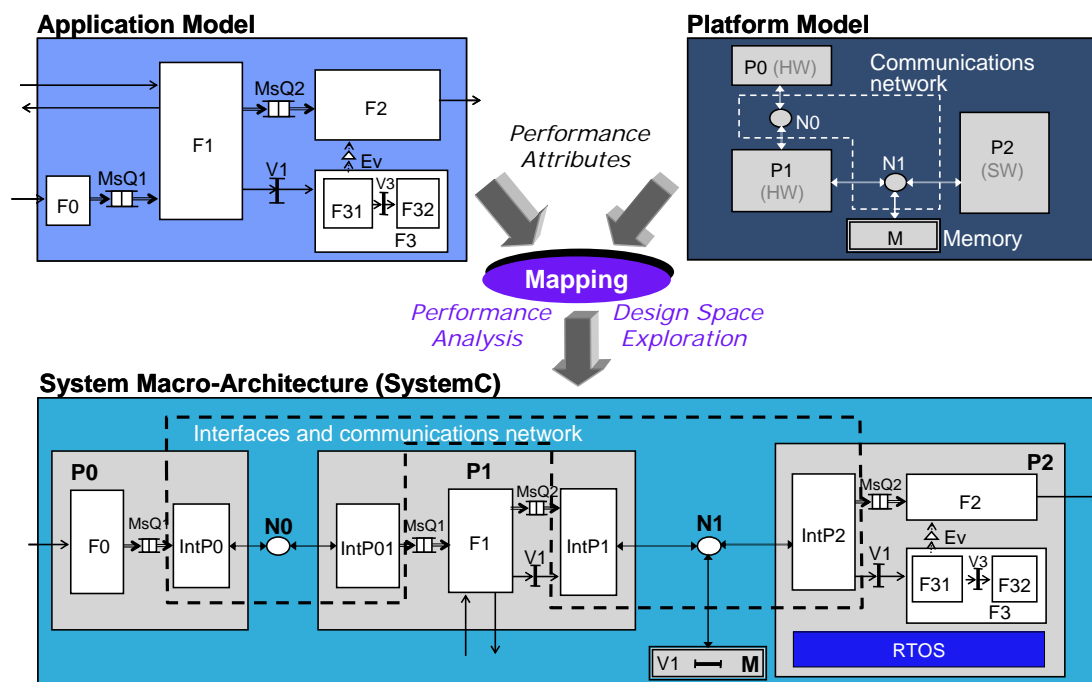 Application Model
F0
MsQ1
F1
MsQ2
F2
V1
Ev
F31
V3
F32
F3
Platform Model
P0 (HW)
Communications
network
N0
P1
(HW)
N1
P2
(SW)
M
Memory
Performance
Attributes
Mapping
Performance
Analysis
Design Space
Exploration
System Macro-Architecture (SystemC)
Interfaces and communications network
P0
F0
MsQ1
IntP0
N0
P1
IntP01
MsQ1
F1
MsQ2
V1
IntP1
N1
V1
M
P2
IntP2
MsQ2
F2
Ev
V1
F31
V3
F32
F3
RTOS